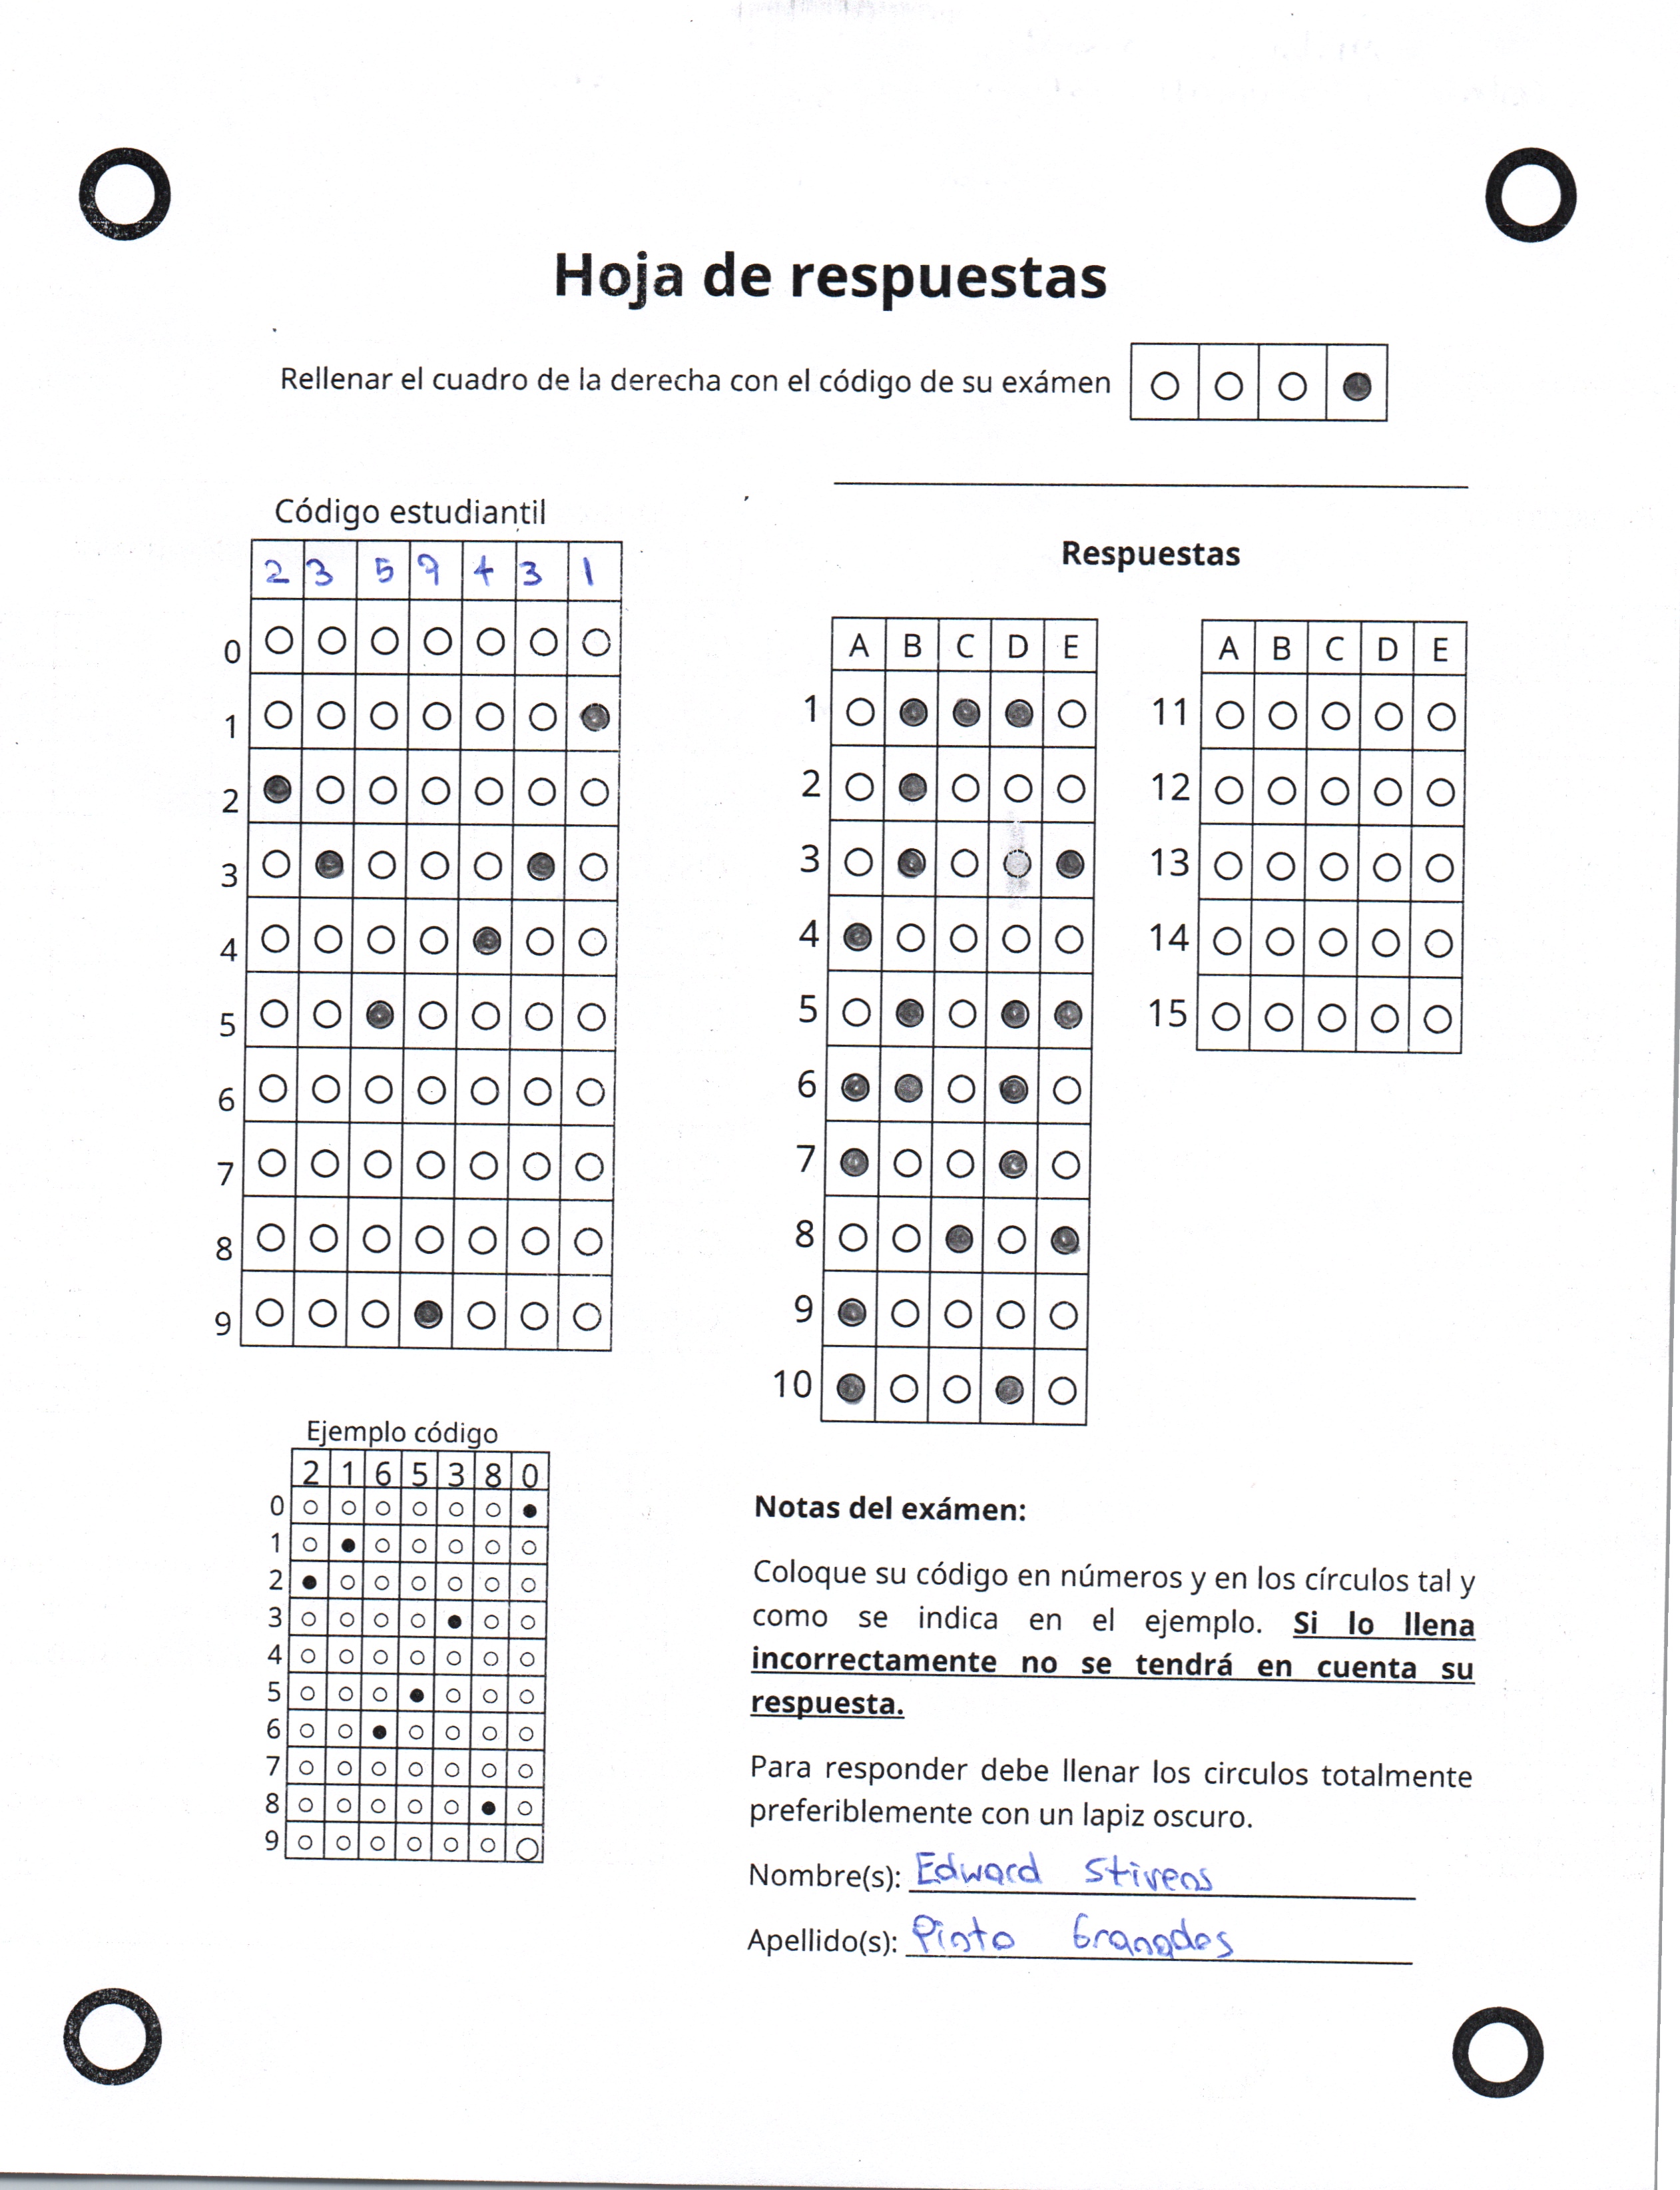 Hoja de respuestas
Rellenar el cuadro de la derecha con el código de su exámen
Código estudiantil
2 3 5 9 4 3 1
0
1
2
3
4
5
6
7
8
9
Respuestas
A B C D E
1
2
3
4
5
6
7
8
9
10
A B C D E
11
12
13
14
15
Ejemplo código
2 1 6 5 3 8 0
0
1
2
3
4
5
6
7
8
9
Notas del exámen:
Coloque su código en números y en los círculos tal y
como se indica en el ejemplo. Si lo llena
incorrectamente no se tendrá en cuenta su
respuesta.
Para responder debe llenar los circulos totalmente
preferiblemente con un lapiz oscuro.
Nombre(s): Edward Stivens
Apellido(s): Pinto Granados